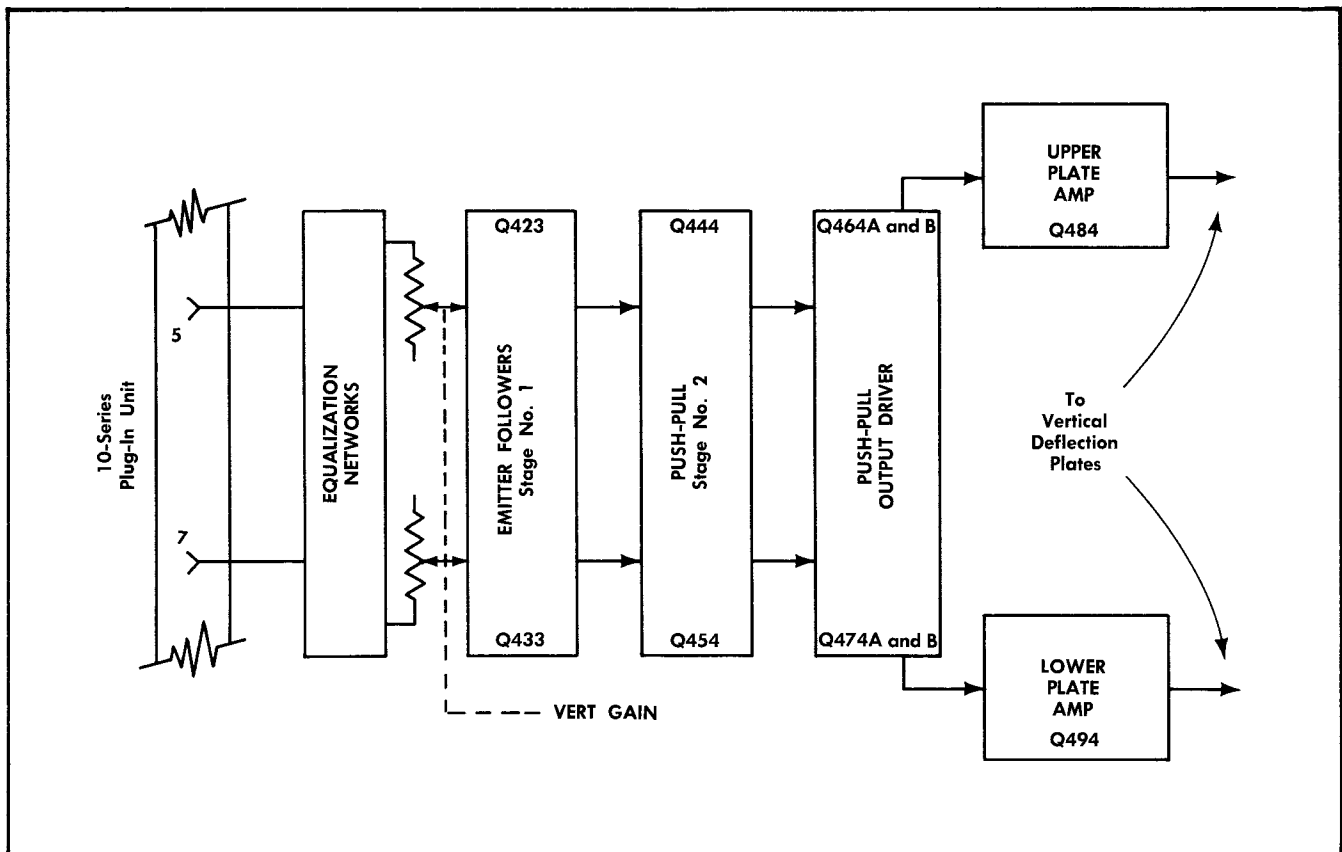 10-Series
Plug-In Unit
5
7
EQUALIZATION
NETWORKS
VERT GAIN
Q423
EMITTER FOLLOWERS
Stage No. 1
Q433
Q444
PUSH-PULL
Stage No. 2
Q454
Q464A and B
PUSH-PULL
OUTPUT DRIVER
Q474A and B
UPPER
PLATE
AMP
Q484
To
Vertical
Deflection
Plates
LOWER
PLATE
AMP
Q494